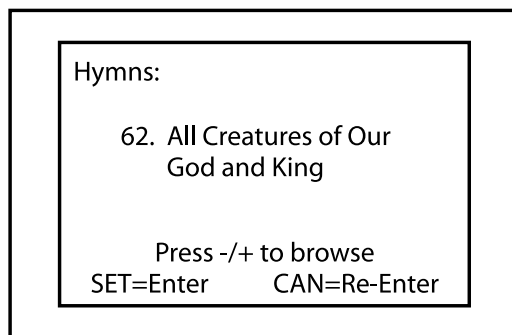 Hymns:
62. All Creatures of Our
God and King
Press -/+ to browse
SET=Enter CAN=Re-Enter